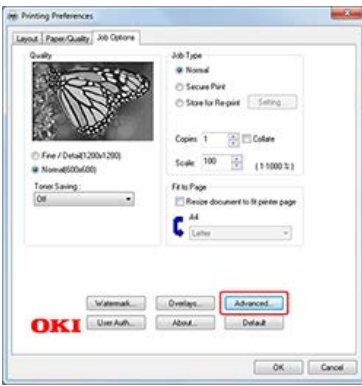 Printing Preferences
Layout Paper/Quality Job Options
Quality
Fine / Detail(1200x1200)
Normal(600x600)
Toner Saving :
Off
Job Type
Normal
Secure Print
Store for Re-print Setting...
Copies 1 Collate
Scale: 100 ( 1-1000 % )
Fit to Page
Resize document to fit printer page
A4
Letter
Watermark... Overlays... Advanced...
OKI User Auth... About... Default
OK Cancel